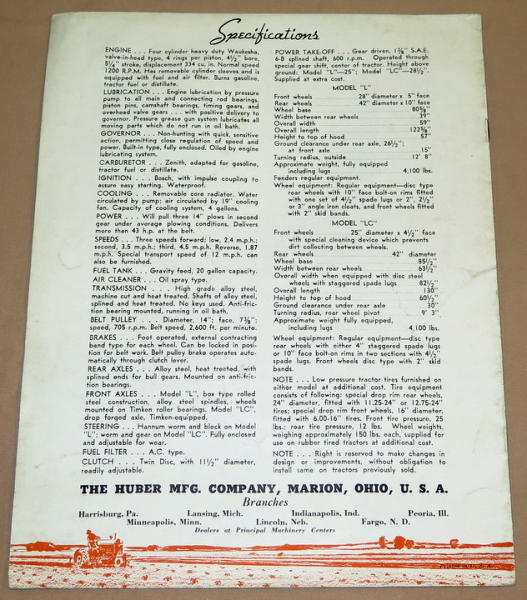 Specifications
ENGINE . . . Four cylinder heavy duty Waukesha,
valve-in-head type, 4 rings per piston, 4½" bore,
5¼" stroke, displacement 334 cu. in. Normal speed
1200 R.P.M. Has removable cylinder sleeves and is
equipped with fuel and air filter. Burns gasoline,
tractor fuel or distillate.
LUBRICATION . . . Engine lubrication by pressure
pump to all main and connecting rod bearings,
piston pins, camshaft bearings, timing gears, and
overhead valve gears . . . with positive delivery to
governor. Pressure grease gun system lubricates all
moving parts which do not run in oil bath.
GOVERNOR . . . Non-hunting with quick, sensitive
action, permitting close regulation of speed and
power. Built-in type, fully enclosed. Oiled by engine
lubricating system.
CARBURETOR . . . Zenith, adapted for gasoline,
tractor fuel or distillate.
IGNITION . . . Bosch, with impulse coupling to
assure easy starting. Waterproof.
COOLING . . . Removable core radiator. Water
circulated by pump; air circulated by 19" cooling
fan. Capacity of cooling system, 4 gallons.
POWER . . . Will pull three 14" plows in second
gear under average plowing conditions. Delivers
more than 43 h.p. at the belt.
SPEEDS . . . Three speeds forward: low, 2.4 m.p.h.;
second, 3.5 m.p.h.; third, 4.5 m.p.h. Reverse, 1.87
m.p.h. Special transport speed of 12 m.p.h. can
also be furnished.
FUEL TANK . . . Gravity feed, 20 gallon capacity.
AIR CLEANER . . . Oil spray type.
TRANSMISSION . . . High grade alloy steel,
machine cut and heat treated. Shafts of alloy steel,
splined and heat treated. No keys used. Anti-fric-
tion bearing mounted, running in oil bath.
BELT PULLEY . . . Diameter, 14"; face, 7⅞";
speed, 705 r.p.m. Belt speed, 2,600 ft. per minute.
BRAKES . . . Foot operated, external contracting
band type for each wheel. Can be locked in posi-
tion for belt work. Belt pulley brake operates auto-
matically through clutch lever.
REAR AXLES . . . Alloy steel, heat treated, with
splined ends for bull gears. Mounted on anti-fric-
tion bearings.
FRONT AXLES . . . Model "L", box type rolled
steel construction, alloy steel spindles, wheels
mounted on Timken roller bearings. Model "LC",
drop forged axle, Timken-equipped.
STEERING . . . Hannum worm and block on Model
"L"; worm and gear on Model "LC". Fully enclosed
and adjustable for wear.
FUEL FILTER . . . A.C. type.
CLUTCH . . . Twin Disc, with 11½" diameter,
readily adjustable.
POWER TAKE-OFF . . . Gear driven, 1⅜" S.A.E.
6-B splined shaft, 600 r.p.m. Operated through
special gear shift, center of tractor. Height above
ground: Model "L"—25"; Model "LC"—28½".
Supplied at extra cost.
MODEL "L"
Front wheels 28" diameter x 5" face
Rear wheels 42" diameter x 10" face
Wheel base
Width between rear wheels 39"
Overall width 59"
Overall length
Height to top of hood 57"
Ground clearance under rear axle, 26½";
at front axle 15"
Turning radius, outside 12' 8"
Approximate weight, fully equipped
including lugs 4,100 lbs.
Fenders regular equipment.
Wheel equipment: Regular equipment—disc type
rear wheels with 10" face bolt-on rims fitted
with one set of 4½" spade lugs or 2", 2½"
or 3" angle iron cleats, and front wheels fitted
with 2" skid bands.
MODEL "LC"
Front wheels 25" diameter x 4½" face
with special cleaning device which prevents
dirt collecting between wheels.
Rear wheels 42" diameter
Wheel base 85½"
Width between rear wheels 63½"
Overall width when equipped with disc steel
wheels with staggered spade lugs 82½"
Overall length 130"
Height to top of hood 60½"
Ground clearance under rear axle 30"
Turning radius, rear wheel pivot 9' 3"
Approximate weight fully equipped,
including lugs 4,100 lbs.
Wheel equipment: Regular equipment—disc type
rear wheels with either 4" staggered spade lugs
or 10" face bolt-on rims in two sections with 4½"
spade lugs. Front wheels disc type with 2" skid
bands.
NOTE . . . Low pressure tractor tires furnished on
either model at additional cost. Tire equipment
consists of following: special drop rim rear wheels,
24" diameter, fitted with 11.25-24" or 12.75-24"
tires; special drop rim front wheels, 16" diameter,
fitted with 6.00-16" tires. Front tire pressure, 25
lbs.; rear tire pressure, 12 lbs. Wheel weights,
weighing approximately 150 lbs. each, supplied for
use on rubber tired tractors at additional cost.
NOTE . . . Right is reserved to make changes in
design or improvements, without obligation to
install same on tractors previously sold.
THE HUBER MFG. COMPANY, MARION, OHIO, U. S. A.
Branches
Harrisburg, Pa. Lansing, Mich. Indianapolis, Ind. Peoria, Ill.
Minneapolis, Minn. Lincoln, Neb. Fargo, N. D.
Dealers at Principal Machinery Centers